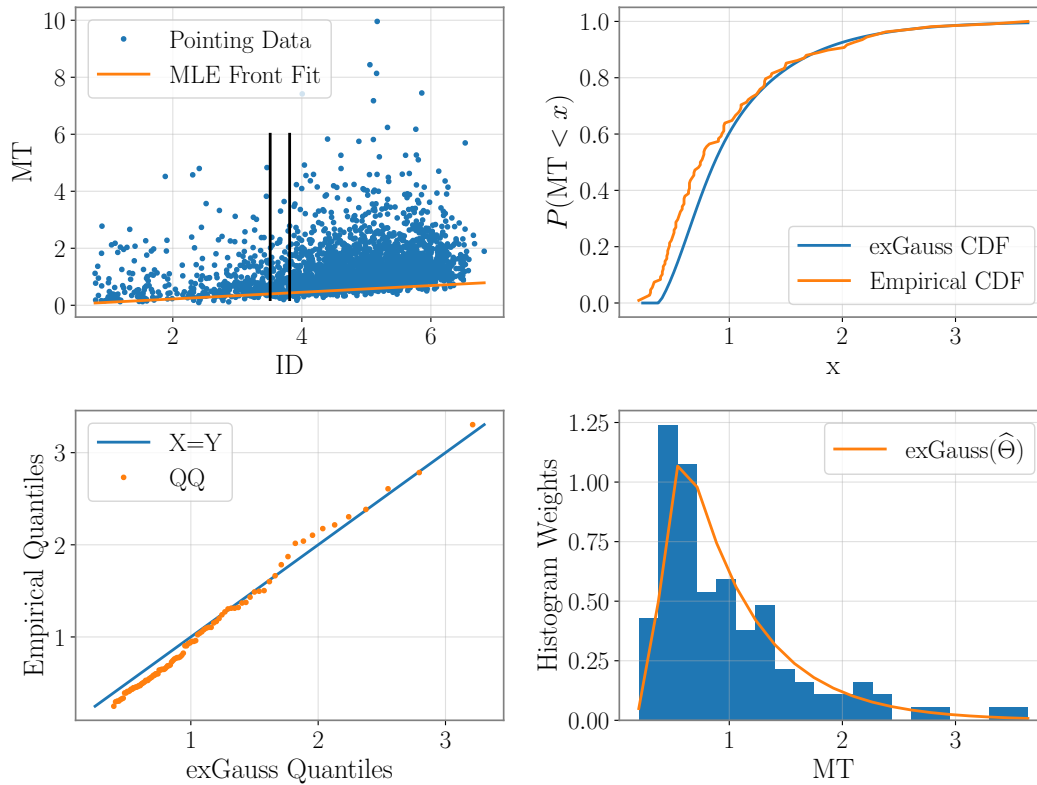 Pointing Data
MLE Front Fit
MT
10
8
6
4
2
0
2
4
6
ID
P(MT < x)
1.0
0.8
0.6
0.4
0.2
0.0
exGauss CDF
Empirical CDF
1
2
3
x
X=Y
QQ
Empirical Quantiles
3
2
1
1
2
3
exGauss Quantiles
exGauss(Θ̂)
Histogram Weights
1.25
1.00
0.75
0.50
0.25
0.00
1
2
3
MT